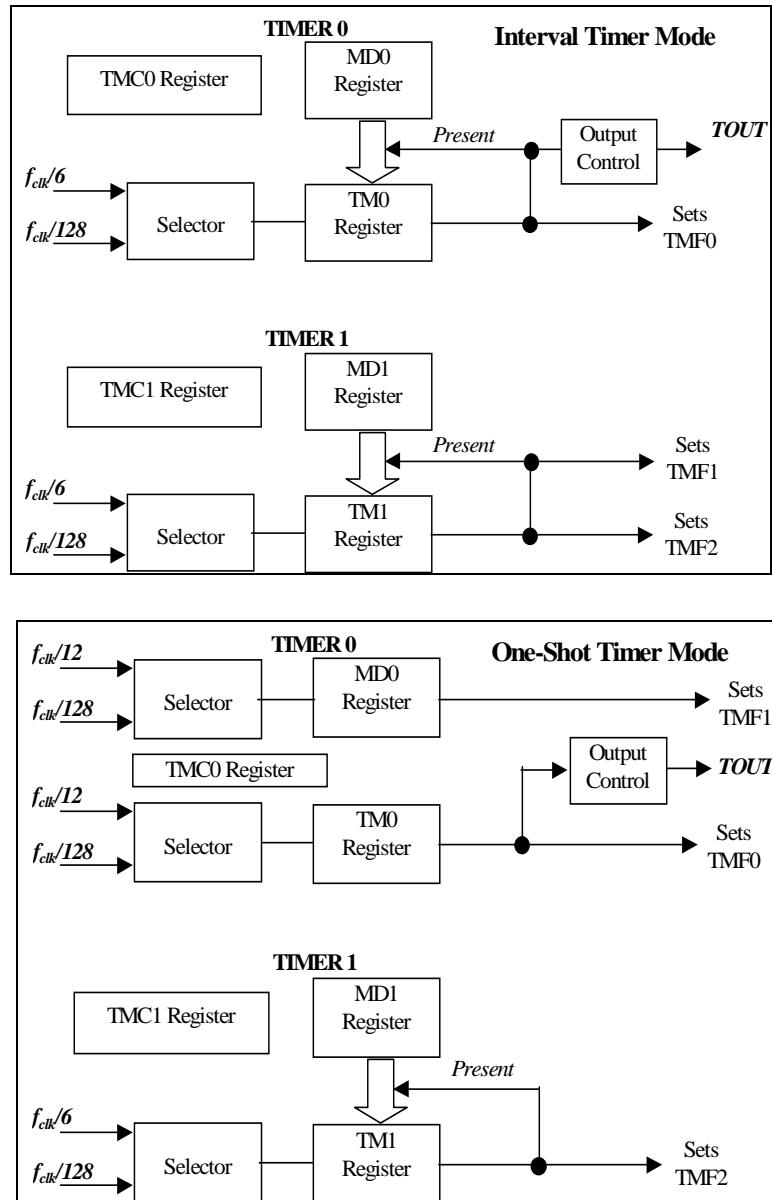 TIMER 0
Interval Timer Mode
TMC0 Register
MD0
Register
Present
Output
Control
TOUT
fclk/6
fclk/128
Selector
TM0
Register
Sets
TMF0
TIMER 1
TMC1 Register
MD1
Register
Present
Sets
TMF1
fclk/6
fclk/128
Selector
TM1
Register
Sets
TMF2
TIMER 0
One-Shot Timer Mode
fclk/12
fclk/128
Selector
MD0
Register
Sets
TMF1
TMC0 Register
Output
Control
TOUT
fclk/12
fclk/128
Selector
TM0
Register
Sets
TMF0
TIMER 1
TMC1 Register
MD1
Register
Present
fclk/6
fclk/128
Selector
TM1
Register
Sets
TMF2